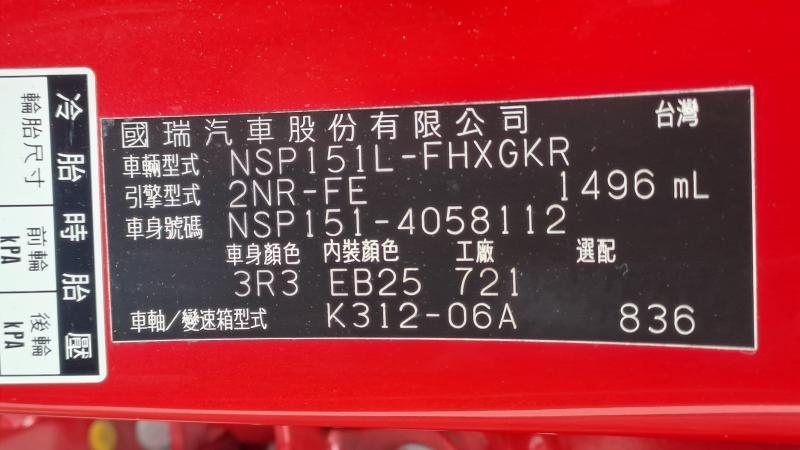 國瑞汽車股份有限公司 台灣
車輛型式 NSP151L-FHXGKR
引擎型式 2NR-FE 1496 mL
車身號碼 NSP151-4058112
車身顏色 內裝顏色 工廠 選配
3R3 EB25 721
車軸/變速箱型式 K312-06A 836
冷胎時胎壓
輪胎尺寸
前輪 kPA
後輪 kPA